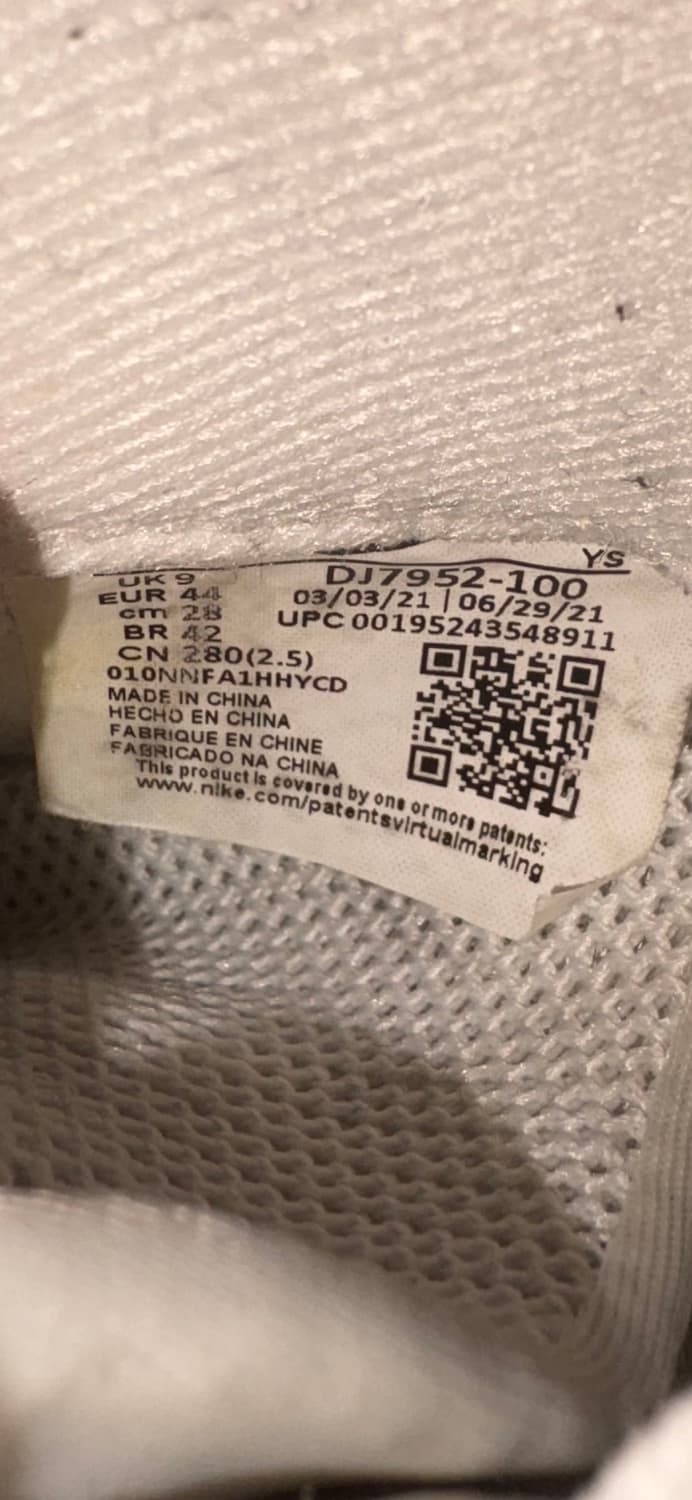 YS
UK 9
EUR 44
cm 28
BR 42
CN 280(2.5)
010NNFA1HHYCD
DJ7952-100
03/03/21 | 06/29/21
UPC 00195243548911
MADE IN CHINA
HECHO EN CHINA
FABRIQUE EN CHINE
FABRICADO NA CHINA
This product is covered by one or more patents:
www.nike.com/patentsvirtualmarking